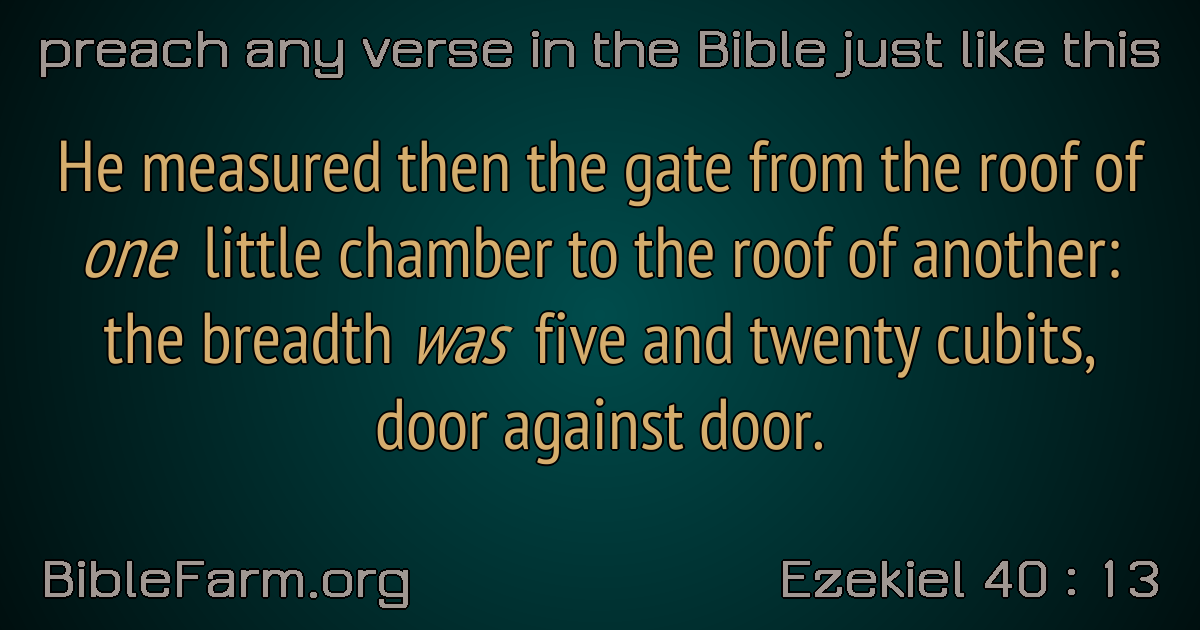 preach any verse in the Bible just like this
He measured then the gate from the roof of
one little chamber to the roof of another:
the breadth was five and twenty cubits,
door against door.
BibleFarm.org
Ezekiel 40 : 13